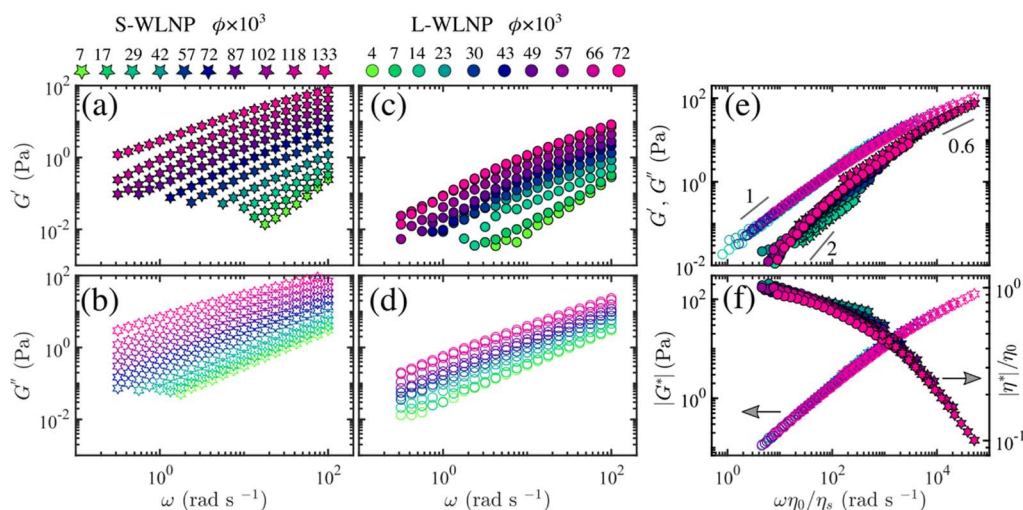 S-WLNP ϕ×10³ L-WLNP ϕ×10³
7 17 29 42 57 72 87 102 118 133 4 7 14 23 30 43 49 57 66 72
(a) (c) (e)
10² 10²
10⁰ 10⁰
10⁻² 10⁻²
G′ (Pa) G′, G″ (Pa)
1 0.6
2
(b) (d) (f)
10² 10² 10⁰
10⁰ 10⁰
10⁻² 10⁻¹
G″ (Pa) |G*| (Pa) |η*|/η₀
10⁰ 10² 10⁰ 10² 10⁰ 10² 10⁴
ω (rad s ⁻¹) ω (rad s ⁻¹) ωη₀/ηₛ (rad s ⁻¹)